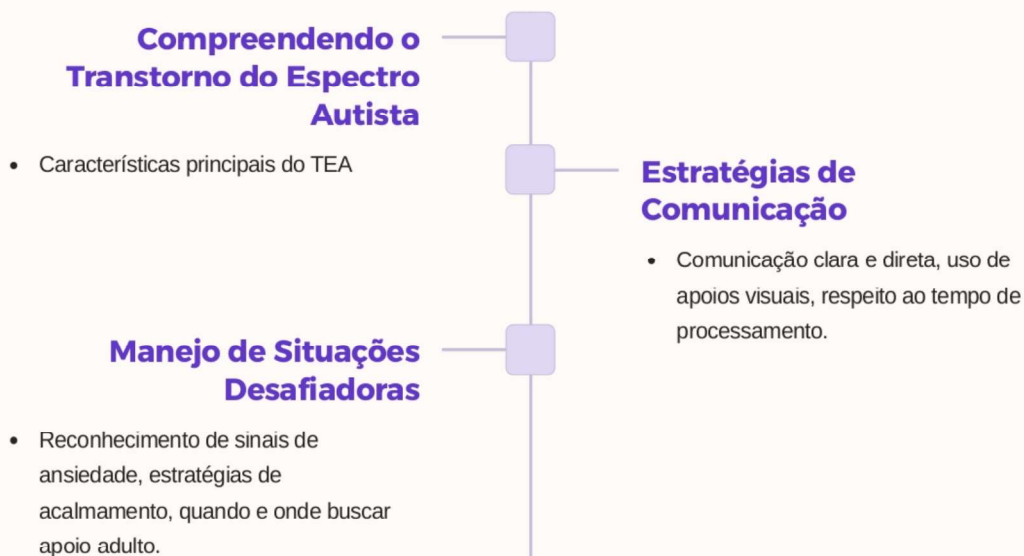 Compreendendo o
Transtorno do Espectro
Autista
• Características principais do TEA
Estratégias de
Comunicação
• Comunicação clara e direta, uso de
apoios visuais, respeito ao tempo de
processamento.
Manejo de Situações
Desafiadoras
• Reconhecimento de sinais de
ansiedade, estratégias de
acalmamento, quando e onde buscar
apoio adulto.